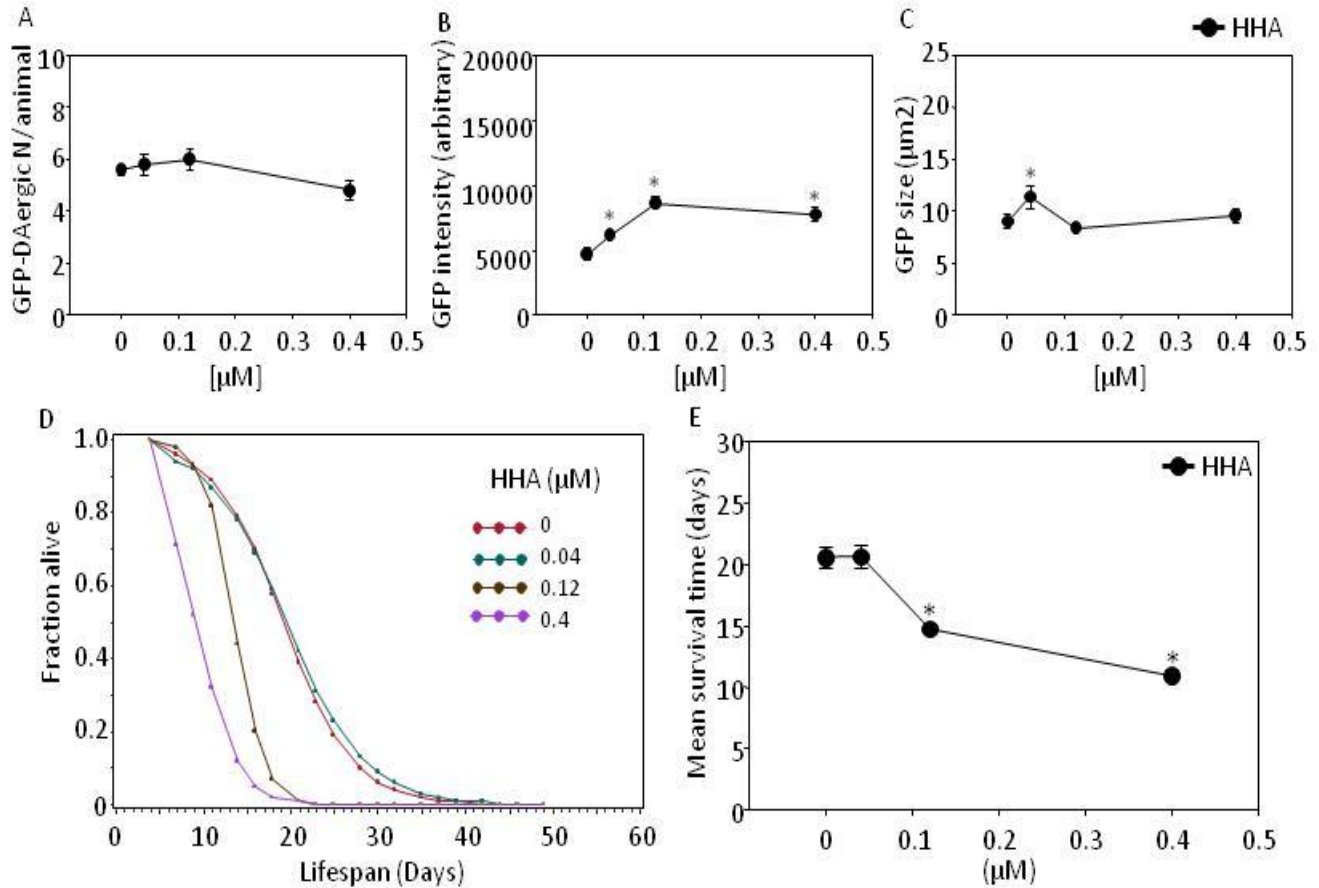 A
GFP-DAergic N/animal
10
8
6
4
2
0
0 0.1 0.2 0.3 0.4 0.5
[µM]
B
GFP intensity (arbitrary)
20000
15000
10000
5000
0
*
*
*
0 0.1 0.2 0.3 0.4 0.5
[µM]
C
HHA
GFP size (µm2)
25
20
15
10
5
0
*
0 0.1 0.2 0.3 0.4 0.5
[µM]
D
Fraction alive
1.0
0.8
0.6
0.4
0.2
0
HHA (µM)
0
0.04
0.12
0.4
0 10 20 30 40 50 60
Lifespan (Days)
E
Mean survival time (days)
30
25
20
15
10
5
0
HHA
*
*
0 0.1 0.2 0.3 0.4 0.5
(µM)